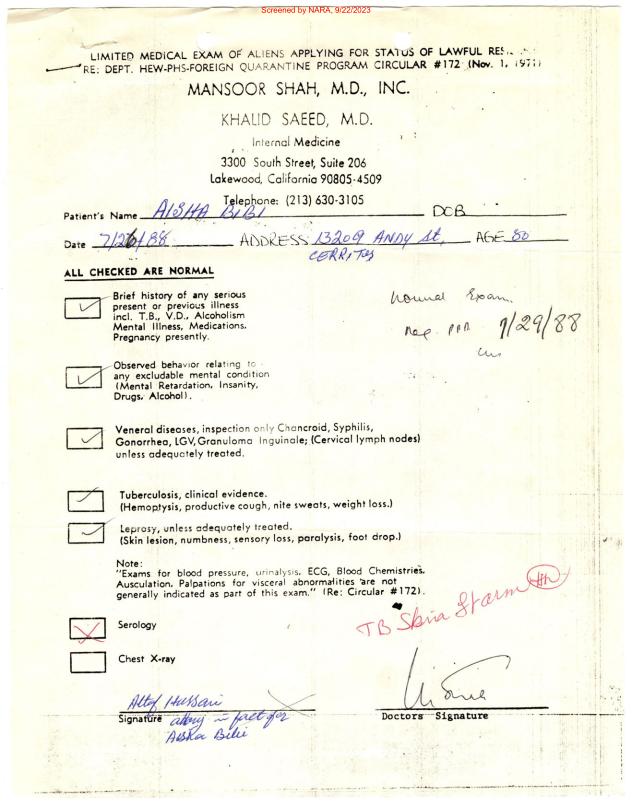 Screened by NARA, 9/22/2023
LIMITED MEDICAL EXAM OF ALIENS APPLYING FOR STATUS OF LAWFUL
RE: DEPT. HEW-PHS-FOREIGN QUARANTINE PROGRAM CIRCULAR #172 (Nov. 1, 1971)
MANSOOR SHAH, M.D., INC.
KHALID SAEED, M.D.
Internal Medicine
3300 South Street, Suite 206
Lakewood, California 90805-4509
Telephone: (213) 630-3105
Patient's Name AISHA BIBI DOB
Date 7/26/88 ADDRESS 13209 ANDY St, AGE 80
CERRITOS
ALL CHECKED ARE NORMAL
Brief history of any serious
present or previous illness
incl. T.B., V.D., Alcoholism
Mental Illness, Medications.
Pregnancy presently.
Normal Exam.
Neg. PPD 7/29/88
Observed behavior relating to
any excludable mental condition
(Mental Retardation, Insanity,
Drugs, Alcohol).
Veneral diseases, inspection only Chancroid, Syphilis,
Gonorrhea, LGV, Granuloma Inguinale; (Cervical lymph nodes)
unless adequately treated.
Tuberculosis, clinical evidence.
(Hemoptysis, productive cough, nite sweats, weight loss.)
Leprosy, unless adequately treated.
(Skin lesion, numbness, sensory loss, paralysis, foot drop.)
Note:
"Exams for blood pressure, urinalysis, ECG, Blood Chemistries.
Ausculation, Palpations for visceral abnormalities are not
generally indicated as part of this exam." (Re: Circular #172).
TB Skin
Serology
Chest X-ray
Altaf Hussain
Signature attny in fact for
Aisha Bibi
Doctors Signature